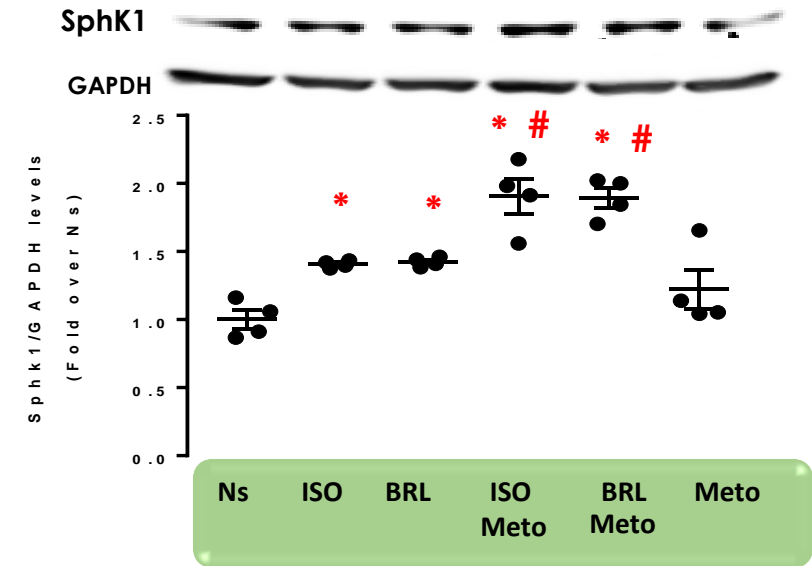 SphK1
GAPDH
Sphk1/GAPDH levels
(Fold over Ns)
2.5
2.0
1.5
1.0
0.5
0.0
* #
* #
*
*
Ns ISO BRL ISO BRL Meto
Meto Meto